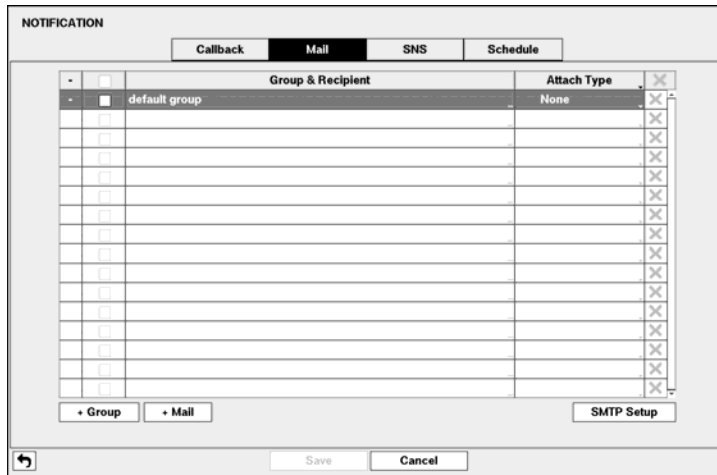 NOTIFICATION
Callback Mail SNS Schedule
- Group & Recipient Attach Type
- default group None
+ Group + Mail SMTP Setup
Save Cancel